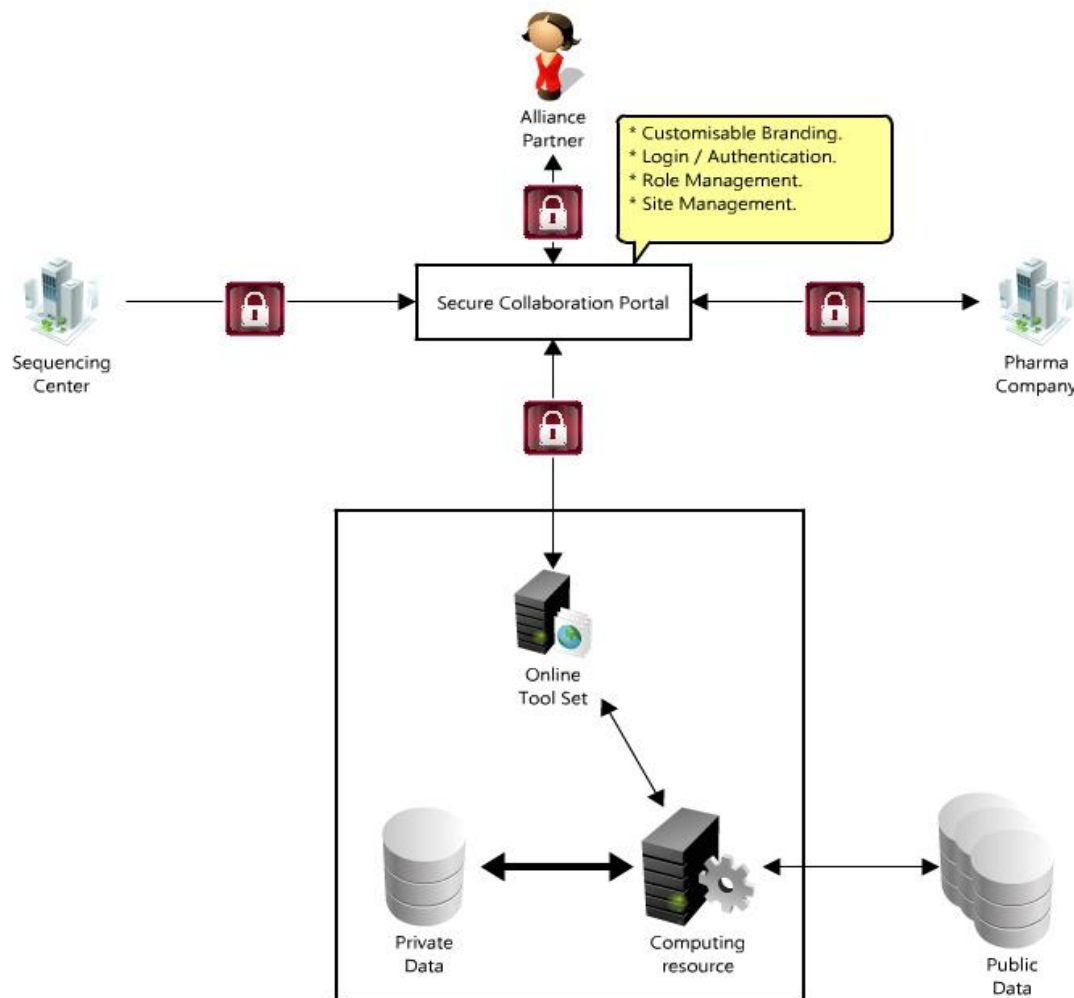 Alliance
Partner
* Customisable Branding.
* Login / Authentication.
* Role Management.
* Site Management.
Secure Collaboration Portal
Sequencing
Center
Pharma
Company
Online
Tool Set
Private
Data
Computing
resource
Public
Data